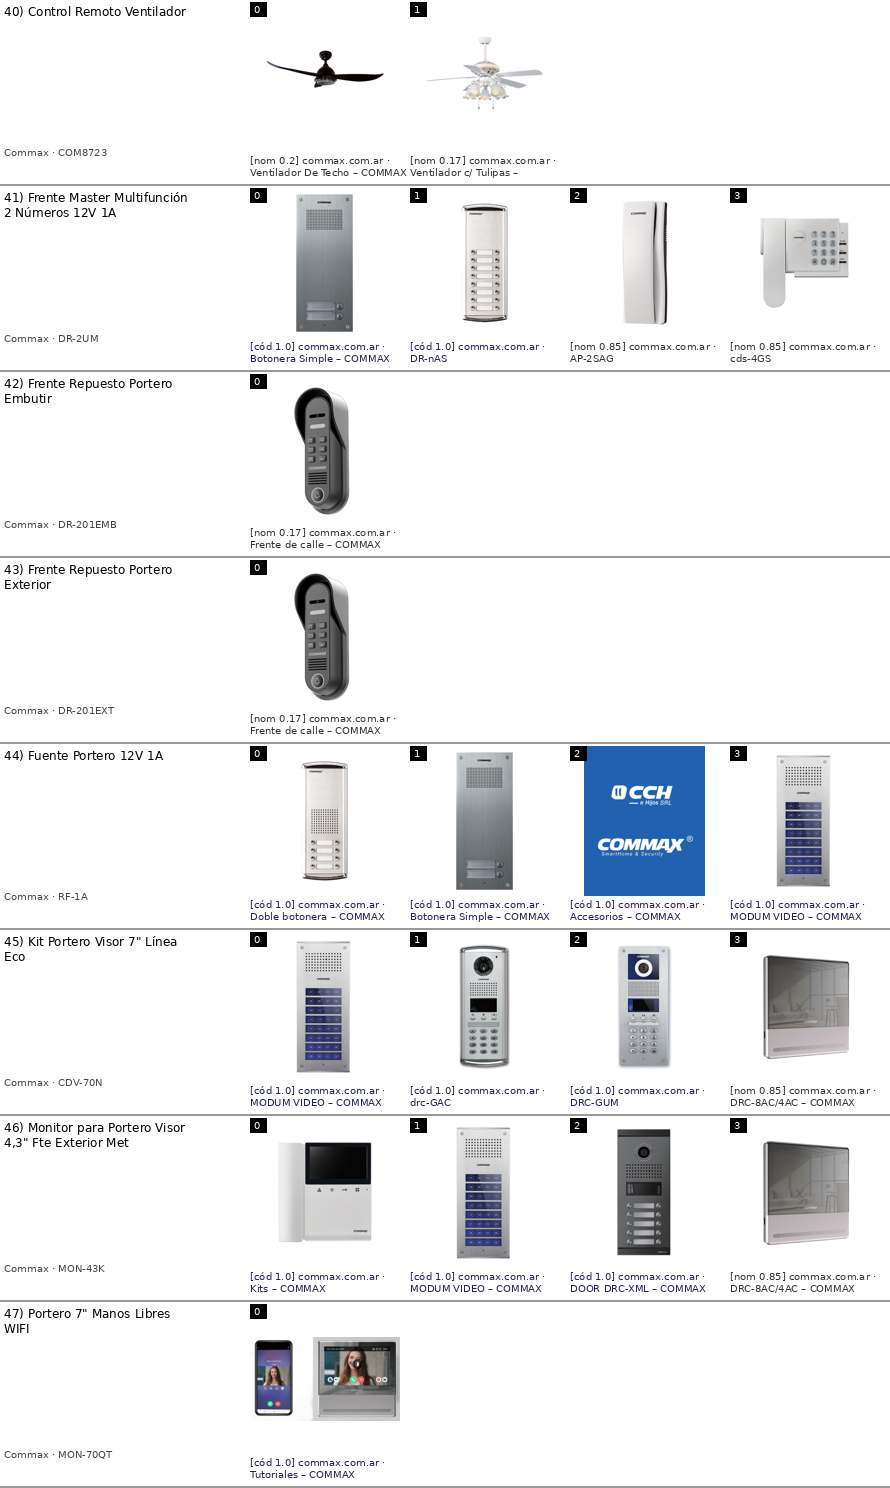 40) Control Remoto Ventilador
Commax · COM8723
0
[nom 0.2] commax.com.ar ·
Ventilador De Techo – COMMAX
1
[nom 0.17] commax.com.ar ·
Ventilador c/ Tulipas –
41) Frente Master Multifunción
2 Números 12V 1A
Commax · DR-2UM
0
[cód 1.0] commax.com.ar ·
Botonera Simple – COMMAX
1
[cód 1.0] commax.com.ar ·
DR-nAS
2
[nom 0.85] commax.com.ar ·
AP-2SAG
3
[nom 0.85] commax.com.ar ·
cds-4GS
42) Frente Repuesto Portero
Embutir
Commax · DR-201EMB
0
[nom 0.17] commax.com.ar ·
Frente de calle – COMMAX
43) Frente Repuesto Portero
Exterior
Commax · DR-201EXT
0
[nom 0.17] commax.com.ar ·
Frente de calle – COMMAX
44) Fuente Portero 12V 1A
Commax · RF-1A
0
[cód 1.0] commax.com.ar ·
Doble botonera – COMMAX
1
[cód 1.0] commax.com.ar ·
Botonera Simple – COMMAX
2
CCH
e Hijos SRL
COMMAX ®
SmartHome & Security
[cód 1.0] commax.com.ar ·
Accesorios – COMMAX
3
[cód 1.0] commax.com.ar ·
MODUM VIDEO – COMMAX
45) Kit Portero Visor 7" Línea
Eco
Commax · CDV-70N
0
[cód 1.0] commax.com.ar ·
MODUM VIDEO – COMMAX
1
[cód 1.0] commax.com.ar ·
drc-GAC
2
[cód 1.0] commax.com.ar ·
DRC-GUM
3
[nom 0.85] commax.com.ar ·
DRC-8AC/4AC – COMMAX
46) Monitor para Portero Visor
4,3" Fte Exterior Met
Commax · MON-43K
0
[cód 1.0] commax.com.ar ·
Kits – COMMAX
1
[cód 1.0] commax.com.ar ·
MODUM VIDEO – COMMAX
2
[cód 1.0] commax.com.ar ·
DOOR DRC-XML – COMMAX
3
[nom 0.85] commax.com.ar ·
DRC-8AC/4AC – COMMAX
47) Portero 7" Manos Libres
WIFI
Commax · MON-70QT
0
[cód 1.0] commax.com.ar ·
Tutoriales – COMMAX